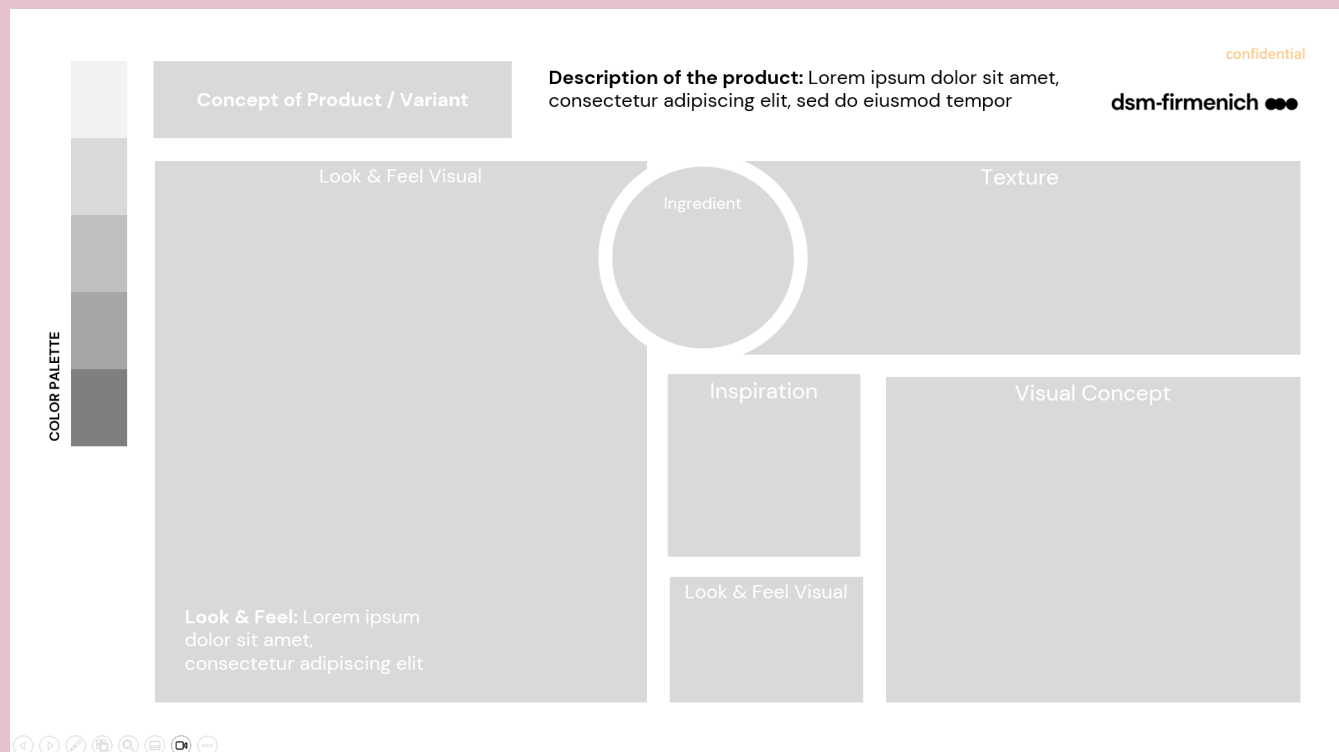 confidential
Concept of Product / Variant
Description of the product: Lorem ipsum dolor sit amet,
consectetur adipiscing elit, sed do eiusmod tempor
dsm-firmenich
COLOR PALETTE
Look & Feel Visual
Ingredient
Texture
Inspiration
Visual Concept
Look & Feel Visual
Look & Feel: Lorem ipsum
dolor sit amet,
consectetur adipiscing elit